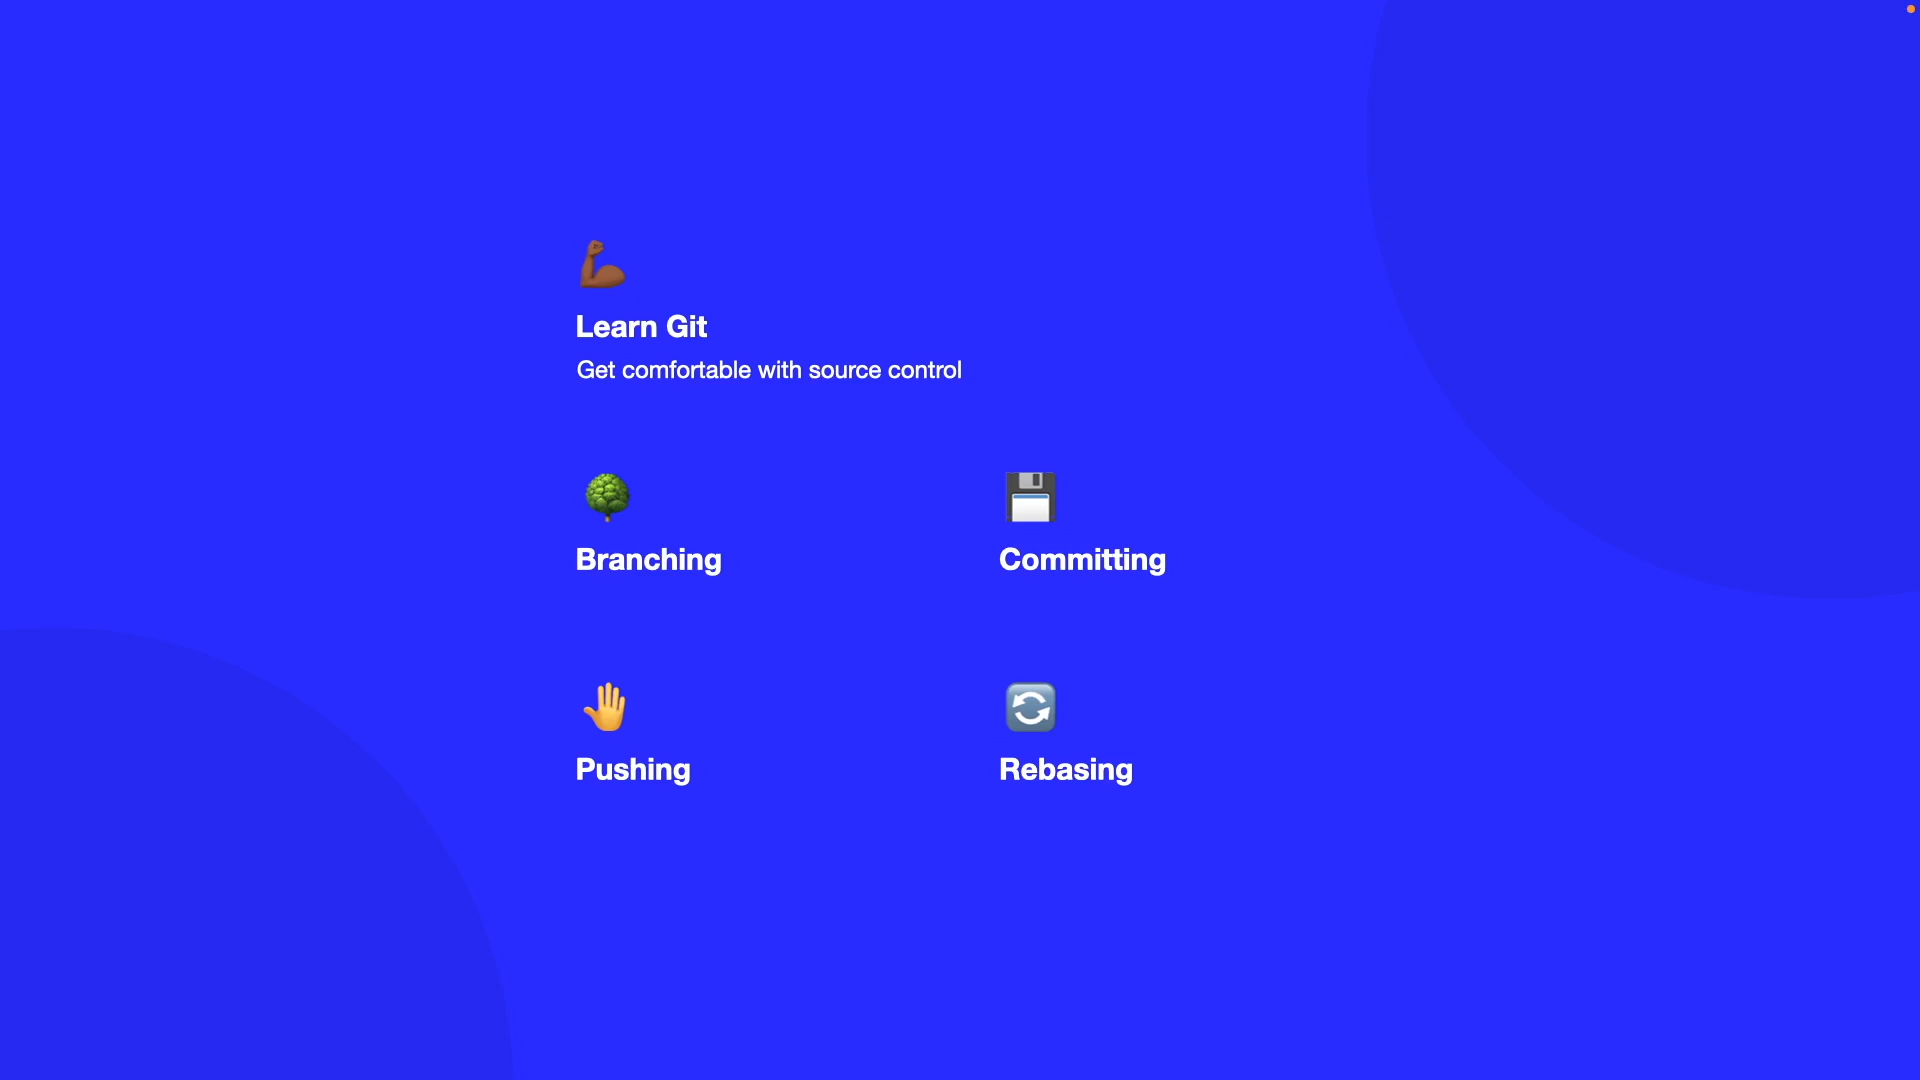 Learn Git
Get comfortable with source control
Branching
Committing
Pushing
Rebasing